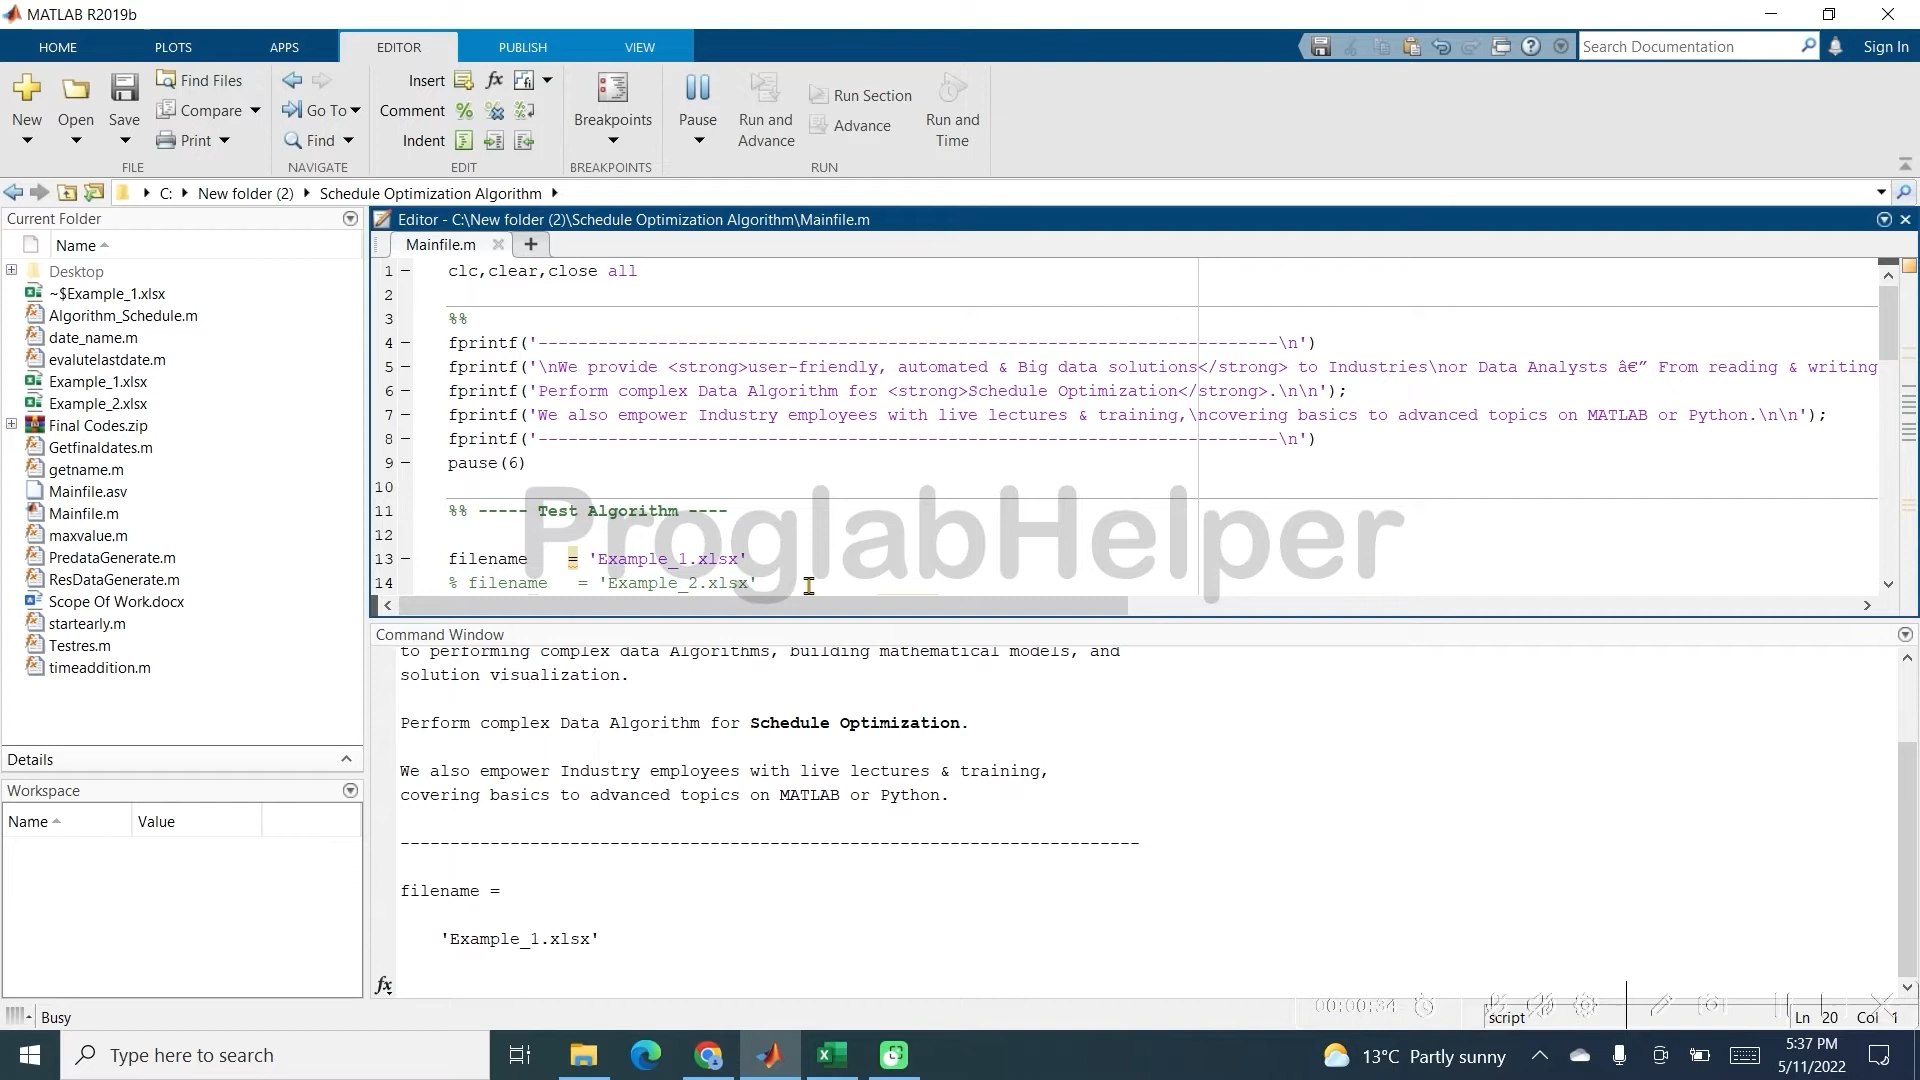 MATLAB R2019b
HOME PLOTS APPS EDITOR PUBLISH VIEW
Search Documentation Sign In
New Open Save Find Files Compare Print
FILE
Go To Find
NAVIGATE
Insert fx Comment Indent
EDIT
Breakpoints
BREAKPOINTS
Pause Run and Advance Run Section Advance Run and Time
RUN
C: New folder (2) Schedule Optimization Algorithm
Current Folder
Name
Desktop
~$Example_1.xlsx
Algorithm_Schedule.m
date_name.m
evalutelastdate.m
Example_1.xlsx
Example_2.xlsx
Final Codes.zip
Getfinaldates.m
getname.m
Mainfile.asv
Mainfile.m
maxvalue.m
PredataGenerate.m
ResDataGenerate.m
Scope Of Work.docx
startearly.m
Testres.m
timeaddition.m
Details
Workspace
Name Value
Editor - C:\New folder (2)\Schedule Optimization Algorithm\Mainfile.m
Mainfile.m
1 clc,clear,close all
2
3 %%
4 fprintf('--------------------------------------------------------------------------\n')
5 fprintf('\nWe provide <strong>user-friendly, automated & Big data solutions</strong> to Industries\nor Data Analysts â€” From reading & writing
6 fprintf('Perform complex Data Algorithm for <strong>Schedule Optimization</strong>.\n\n');
7 fprintf('We also empower Industry employees with live lectures & training,\ncovering basics to advanced topics on MATLAB or Python.\n\n');
8 fprintf('--------------------------------------------------------------------------\n')
9 pause(6)
10
11 %% ----- Test Algorithm ----
12
13 filename = 'Example_1.xlsx'
14 % filename = 'Example_2.xlsx'
ProglabHelper
Command Window
to performing complex data Algorithms, building mathematical models, and
solution visualization.
Perform complex Data Algorithm for Schedule Optimization.
We also empower Industry employees with live lectures & training,
covering basics to advanced topics on MATLAB or Python.
--------------------------------------------------------------------------
filename =
'Example_1.xlsx'
fx
Busy
00:00:34
script
Ln 20 Col 1
Type here to search
13°C Partly sunny
5:37 PM
5/11/2022